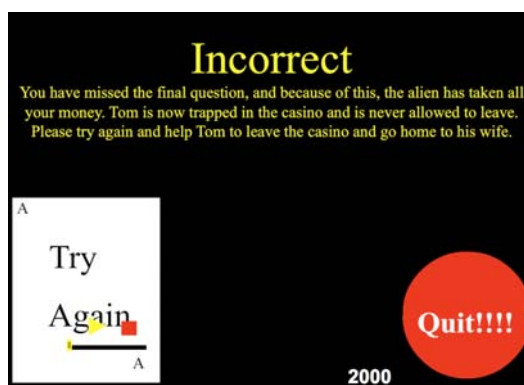 Incorrect
You have missed the final question, and because of this, the alien has taken all
your money. Tom is now trapped in the casino and is never allowed to leave.
Please try again and help Tom to leave the casino and go home to his wife.
A
Try
Again
A
Quit!!!!
2000